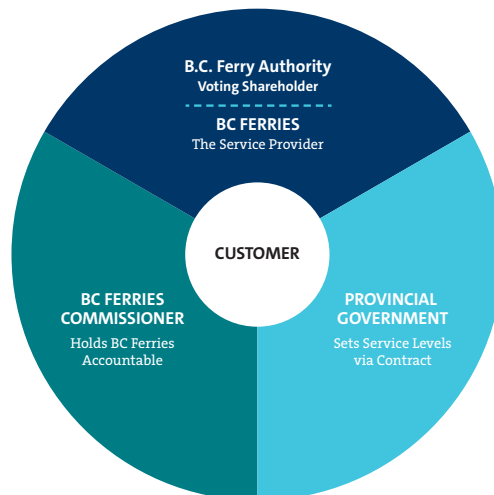 B.C. Ferry Authority
Voting Shareholder
BC FERRIES
The Service Provider
CUSTOMER
BC FERRIES
COMMISSIONER
Holds BC Ferries
Accountable
PROVINCIAL
GOVERNMENT
Sets Service Levels
via Contract